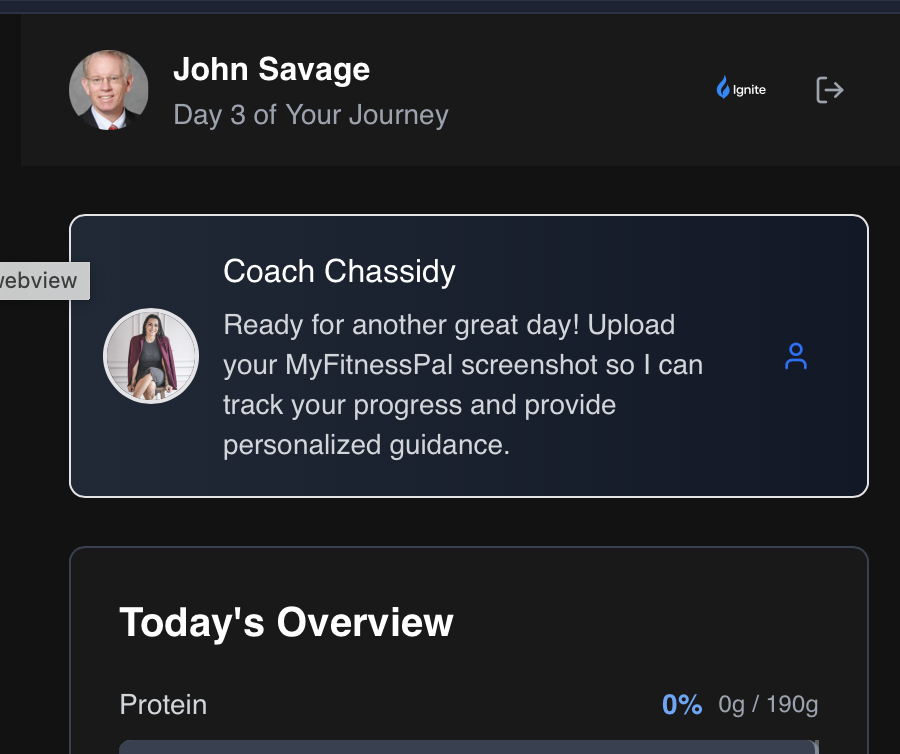 John Savage
Day 3 of Your Journey
Ignite
Coach Chassidy
Ready for another great day! Upload
your MyFitnessPal screenshot so I can
track your progress and provide
personalized guidance.
webview
Today's Overview
Protein
0% 0g / 190g